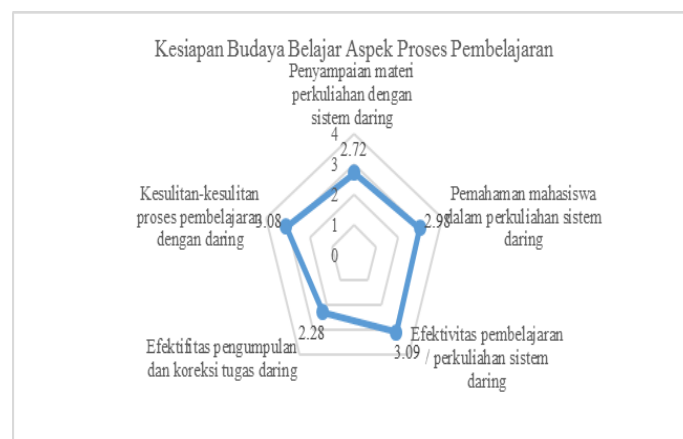 Kesiapan Budaya Belajar Aspek Proses Pembelajaran
Penyampaian materi
perkuliahan dengan
sistem daring
4
2.72
3
2
1
0
Kesulitan-kesulitan
proses pembelajaran
dengan daring
3.08
Pemahaman mahasiswa
dalam perkuliahan sistem
daring
2.98
Efektifitas pengumpulan
dan koreksi tugas daring
2.28
Efektivitas pembelajaran
/ perkuliahan sistem
daring
3.09